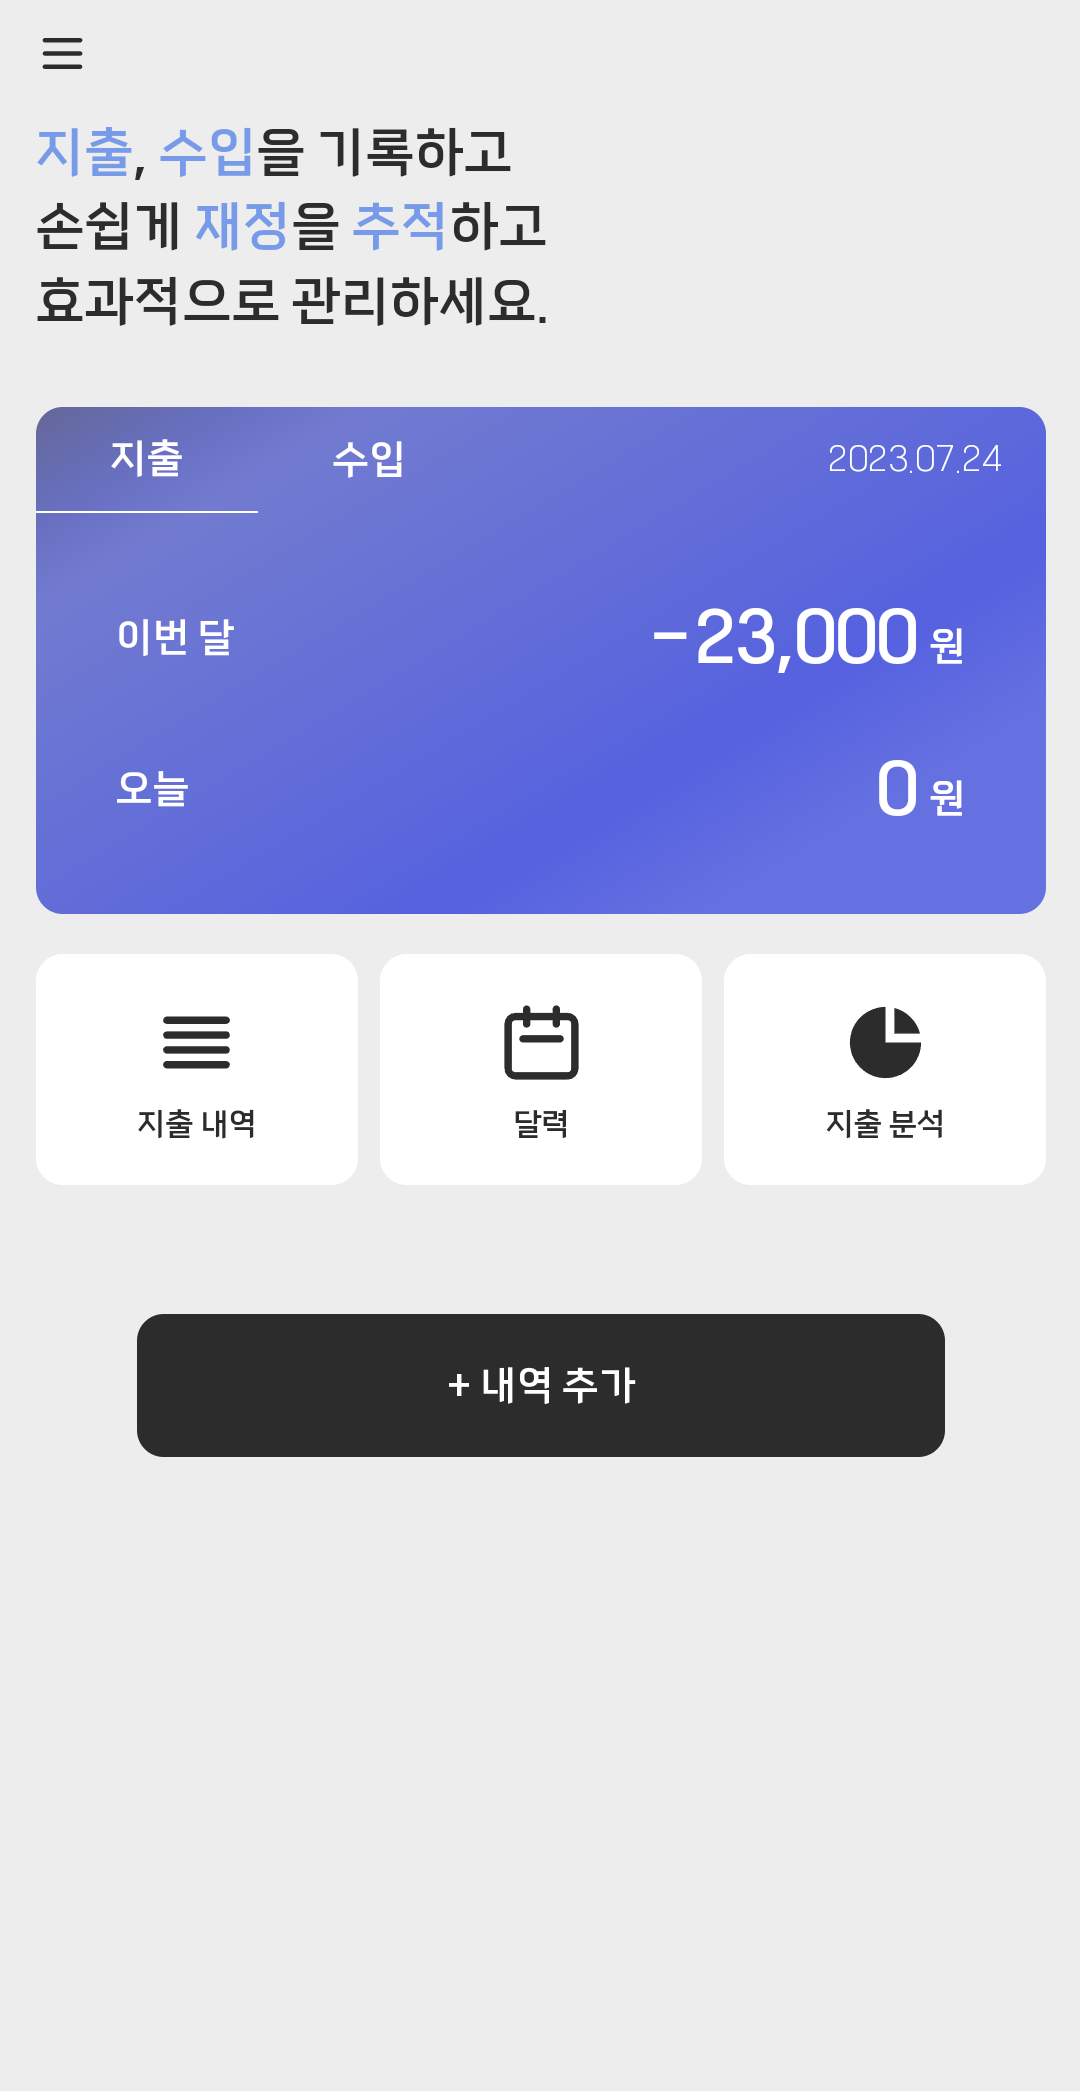 지출, 수입을 기록하고
손쉽게 재정을 추적하고
효과적으로 관리하세요.
지출 수입 2023.07.24
이번 달 -23,000 원
오늘 0 원
지출 내역 달력 지출 분석
+ 내역 추가